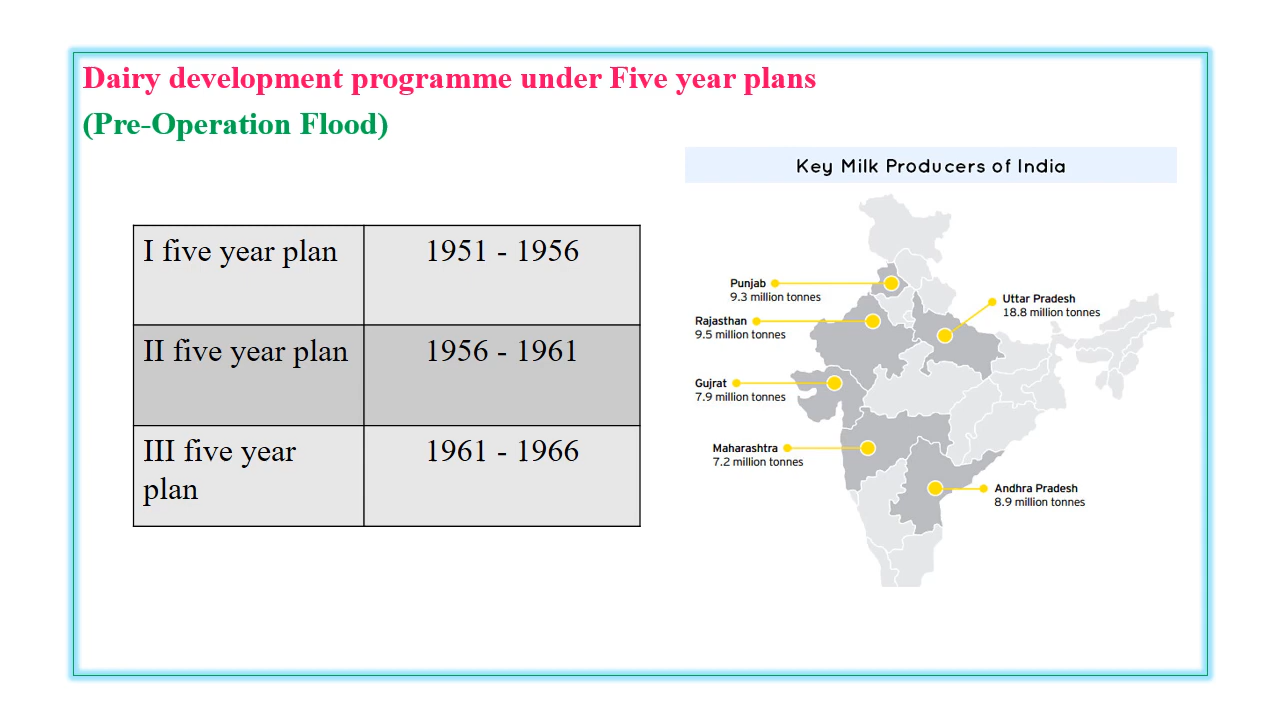 Dairy development programme under Five year plans
(Pre-Operation Flood)
I five year plan 1951 - 1956
II five year plan 1956 - 1961
III five year 1961 - 1966
plan
Key Milk Producers of India
Punjab
9.3 million tonnes
Uttar Pradesh
18.8 million tonnes
Rajasthan
9.5 million tonnes
Gujrat
7.9 million tonnes
Maharashtra
7.2 million tonnes
Andhra Pradesh
8.9 million tonnes